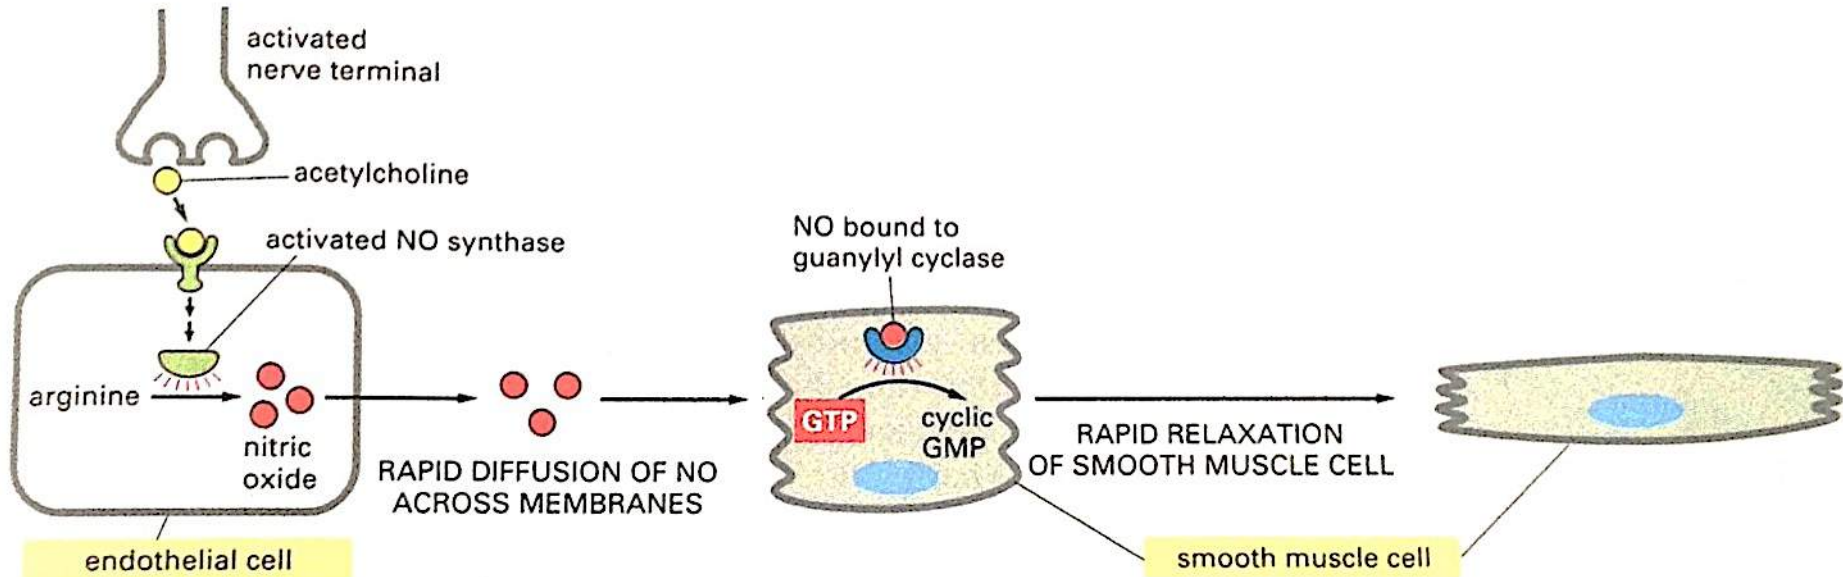 activated
nerve terminal
acetylcholine
activated NO synthase
arginine
nitric
oxide
endothelial cell
RAPID DIFFUSION OF NO
ACROSS MEMBRANES
NO bound to
guanylyl cyclase
GTP
cyclic
GMP
RAPID RELAXATION
OF SMOOTH MUSCLE CELL
smooth muscle cell